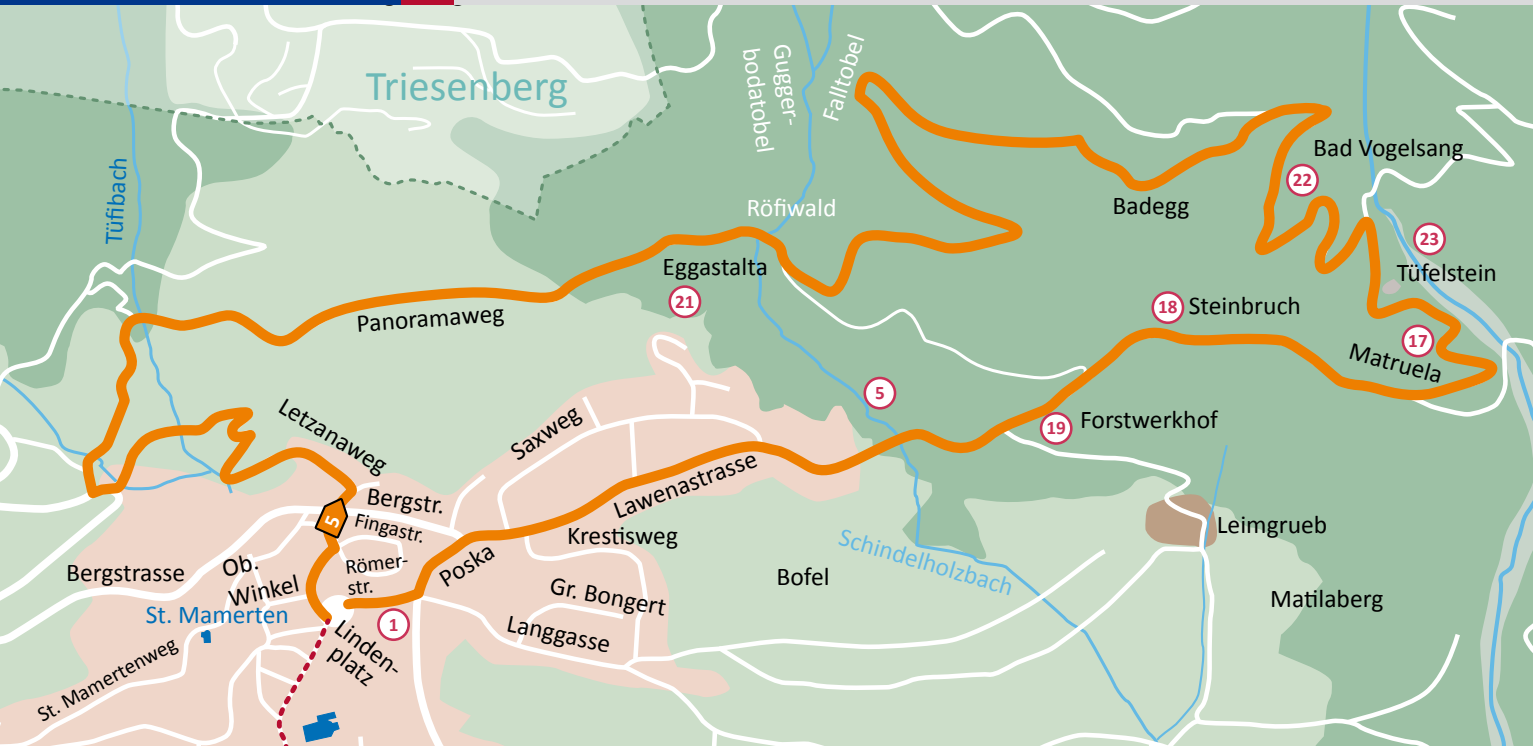 Triesenberg
Gugger-
bodatobel
Falltobel
Tüfibach
Bad Vogelsang
22
Badegg
Röfiwald
23
Tüfelstein
Eggastalta
21
Panoramaweg
18 Steinbruch
17
Matruela
5
19 Forstwerkhof
Letzanaweg
Saxweg
Lawenastrasse
Bergstr.
5
Fingastr.
Krestisweg
Leimgrueb
Poska
Römer-
str.
Schindelholzbach
Bergstrasse
Ob.
Winkel
Bofel
Gr. Bongert
Matilaberg
St. Mamerten
1
Langgasse
Linden-
platz
St. Mamertenweg